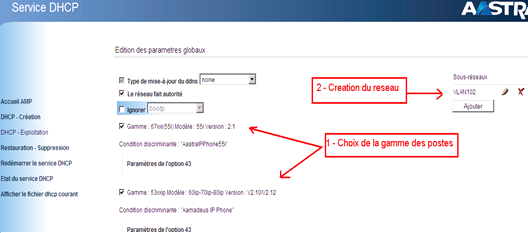 Service DHCP
AASTRA
Edition des parametres globaux
Type de mise-à-jour du ddns none
Le réseau fait autorité
Ignorer bootp
Gamme : 67xx(55i) Modèle : 55i Version : 2.1
Condition discriminante : "AastraIPPhone55i"
Paramètres de l'option 43
Gamme : 53xxip Modèle : 60ip-70ip-80ip Version : V2.10/V2.12
Condition discriminante : "Aamadeus IP Phone"
Paramètres de l'option 43
Accueil AMP
DHCP - Création
DHCP - Exploitation
Restauration - Suppression
Redémarrer le service DHCP
Etat du service DHCP
Afficher le fichier dhcp courant
2 - Creation du reseau
1 - Choix de la gamme des postes
Sous-réseaux
VLAN102
Ajouter